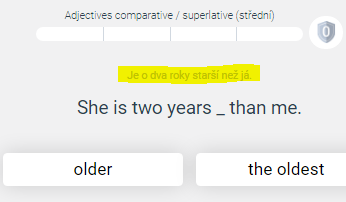 Adjectives comparative / superlative (střední)
0
Je o dva roky starší než já.
She is two years _ than me.
older
the oldest